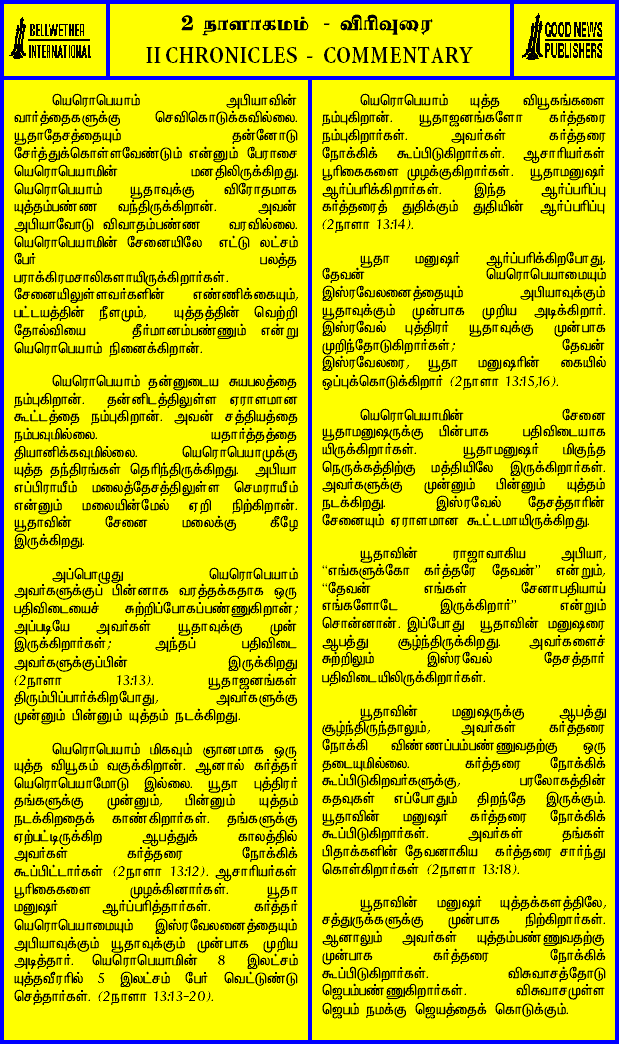 BELLWETHER
INTERNATIONAL
2 நாளாகமம் - விரிவுரை
II CHRONICLES - COMMENTARY
GOOD NEWS
PUBLISHERS
யெரொபெயாம் அபியாவின்
வார்த்தைகளுக்கு செவிகொடுக்கவில்லை.
யூதாதேசத்தையும் தன்னோடு
சேர்த்துக்கொள்ளவேண்டும் என்னும் பேராசை
யெரொபெயாமின் மனதிலிருக்கிறது.
யெரொபெயாம் யூதாவுக்கு விரோதமாக
யுத்தம்பண்ண வந்திருக்கிறான். அவன்
அபியாவோடு விவாதம்பண்ண வரவில்லை.
யெரொபெயாமின் சேனையிலே எட்டு லட்சம்
பேர் பலத்த
பராக்கிரமசாலிகளாயிருக்கிறார்கள்.
சேனையிலுள்ளவர்களின் எண்ணிக்கையும்,
பட்டயத்தின் நீளமும், யுத்தத்தின் வெற்றி
தோல்வியை தீர்மானம்பண்ணும் என்று
யெரொபெயாம் நினைக்கிறான்.
யெரொபெயாம் தன்னுடைய சுயபலத்தை
நம்புகிறான். தன்னிடத்திலுள்ள ஏராளமான
கூட்டத்தை நம்புகிறான். அவன் சத்தியத்தை
நம்பவுமில்லை. யதார்த்தத்தை
தியானிக்கவுமில்லை. யெரொபெயாமுக்கு
யுத்த தந்திரங்கள் தெரிந்திருக்கிறது. அபியா
எப்பிராயீம் மலைத்தேசத்திலுள்ள செமராயீம்
என்னும் மலையின்மேல் ஏறி நிற்கிறான்.
யூதாவின் சேனை மலைக்கு கீழே
இருக்கிறது.
அப்பொழுது யெரொபெயாம்
அவர்களுக்குப் பின்னாக வரத்தக்கதாக ஒரு
பதிவிடையைச் சுற்றிப்போகப்பண்ணுகிறான்;
அப்படியே அவர்கள் யூதாவுக்கு முன்
இருக்கிறார்கள்; அந்தப் பதிவிடை
அவர்களுக்குப்பின் இருக்கிறது
(2நாளா 13:13). யூதாஜனங்கள்
திரும்பிப்பார்க்கிறபோது, அவர்களுக்கு
முன்னும் பின்னும் யுத்தம் நடக்கிறது.
யெரொபெயாம் மிகவும் ஞானமாக ஒரு
யுத்த வியூகம் வகுக்கிறான். ஆனால் கர்த்தர்
யெரொபெயாமோடு இல்லை. யூதா புத்திரர்
தங்களுக்கு முன்னும், பின்னும் யுத்தம்
நடக்கிறதைக் காண்கிறார்கள். தங்களுக்கு
ஏற்பட்டிருக்கிற ஆபத்துக் காலத்தில்
அவர்கள் கர்த்தரை நோக்கிக்
கூப்பிட்டார்கள் (2நாளா 13:12). ஆசாரியர்கள்
பூரிகைகளை முழக்கினார்கள். யூதா
மனுஷர் ஆர்ப்பரித்தார்கள். கர்த்தர்
யெரொபெயாமையும் இஸ்ரவேலனைத்தையும்
அபியாவுக்கும் யூதாவுக்கும் முன்பாக முறிய
அடித்தார். யெரொபெயாமின் 8 இலட்சம்
யுத்தவீரரில் 5 இலட்சம் பேர் வெட்டுண்டு
செத்தார்கள். (2நாளா 13:13-20).
யெரொபெயாம் யுத்த வியூகங்களை
நம்புகிறான். யூதாஜனங்களோ கர்த்தரை
நம்புகிறார்கள். அவர்கள் கர்த்தரை
நோக்கிக் கூப்பிடுகிறார்கள். ஆசாரியர்கள்
பூரிகைகளை முழக்குகிறார்கள். யூதாமனுஷர்
ஆர்ப்பரிக்கிறார்கள். இந்த ஆர்ப்பரிப்பு
கர்த்தரைத் துதிக்கும் துதியின் ஆர்ப்பரிப்பு
(2நாளா 13:14).
யூதா மனுஷர் ஆர்ப்பரிக்கிறபோது,
தேவன் யெரொபெயாமையும்
இஸ்ரவேலனைத்தையும் அபியாவுக்கும்
யூதாவுக்கும் முன்பாக முறிய அடிக்கிறார்.
இஸ்ரவேல் புத்திரர் யூதாவுக்கு முன்பாக
முறிந்தோடுகிறார்கள்; தேவன்
இஸ்ரவேலரை, யூதா மனுஷரின் கையில்
ஒப்புக்கொடுக்கிறார் (2நாளா 13:15,16).
யெரொபெயாமின் சேனை
யூதாமனுஷருக்கு பின்பாக பதிவிடையாக
யிருக்கிறார்கள். யூதாமனுஷர் மிகுந்த
நெருக்கத்திற்கு மத்தியிலே இருக்கிறார்கள்.
அவர்களுக்கு முன்னும் பின்னும் யுத்தம்
நடக்கிறது. இஸ்ரவேல் தேசத்தாரின்
சேனையும் ஏராளமான கூட்டமாயிருக்கிறது.
யூதாவின் ராஜாவாகிய அபியா,
“எங்களுக்கோ கர்த்தரே தேவன்” என்றும்,
“தேவன் எங்கள் சேனாபதியாய்
எங்களோடே இருக்கிறார்” என்றும்
சொன்னான். இப்போது யூதாவின் மனுஷரை
ஆபத்து சூழ்ந்திருக்கிறது. அவர்களைச்
சுற்றிலும் இஸ்ரவேல் தேசத்தார்
பதிவிடையிலிருக்கிறார்கள்.
யூதாவின் மனுஷருக்கு ஆபத்து
சூழ்ந்திருந்தாலும், அவர்கள் கர்த்தரை
நோக்கி விண்ணப்பம்பண்ணுவதற்கு ஒரு
தடையுமில்லை. கர்த்தரை நோக்கிக்
கூப்பிடுகிறவர்களுக்கு, பரலோகத்தின்
கதவுகள் எப்போதும் திறந்தே இருக்கும்.
யூதாவின் மனுஷர் கர்த்தரை நோக்கிக்
கூப்பிடுகிறார்கள். அவர்கள் தங்கள்
பிதாக்களின் தேவனாகிய கர்த்தரை சார்ந்து
கொள்கிறார்கள் (2நாளா 13:18).
யூதாவின் மனுஷர் யுத்தக்களத்திலே,
சத்துருக்களுக்கு முன்பாக நிற்கிறார்கள்.
ஆனாலும் அவர்கள் யுத்தம்பண்ணுவதற்கு
முன்பாக கர்த்தரை நோக்கிக்
கூப்பிடுகிறார்கள். விசுவாசத்தோடு
ஜெபம்பண்ணுகிறார்கள். விசுவாசமுள்ள
ஜெபம் நமக்கு ஜெயத்தைக் கொடுக்கும்.